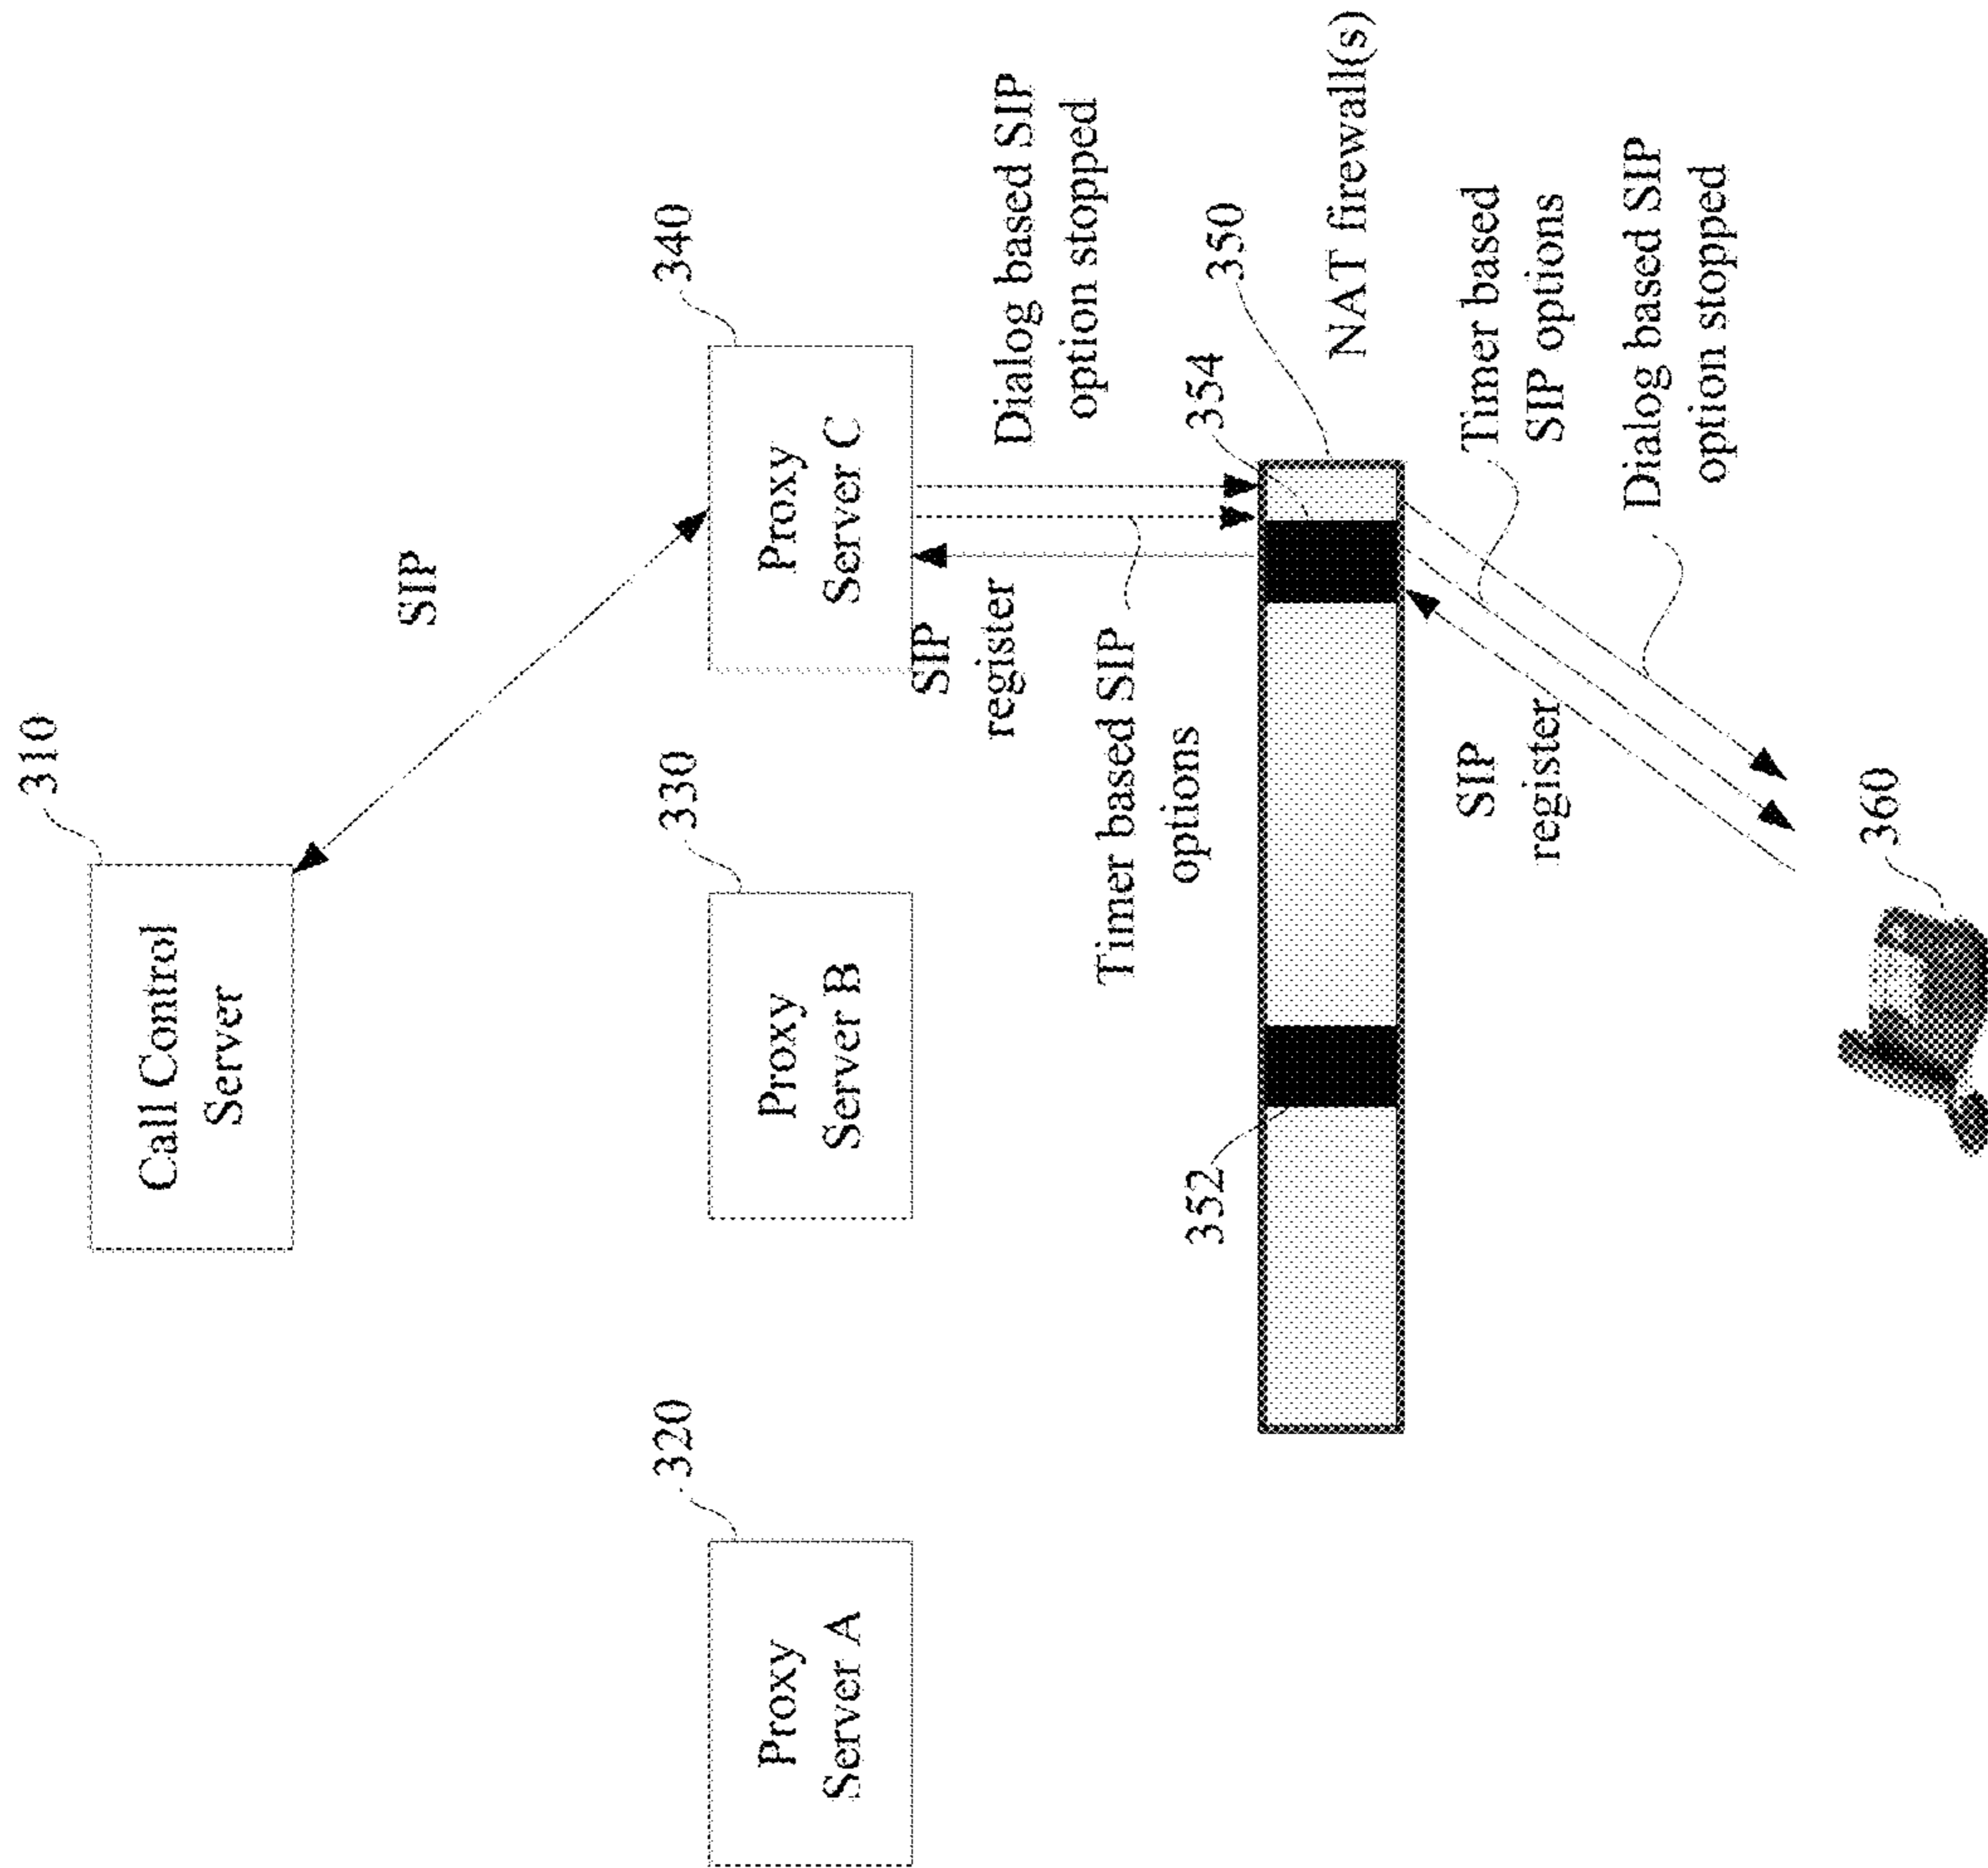 310
Call Control
Server
SIP
320
330
340
Proxy
Server A
Proxy
Server B
Proxy
Server C
SIP
register
Dialog based SIP
option stopped
Timer based SIP
options
352
354
350
NAT firewall(s)
SIP
register
Timer based
SIP options
Dialog based SIP
option stopped
360